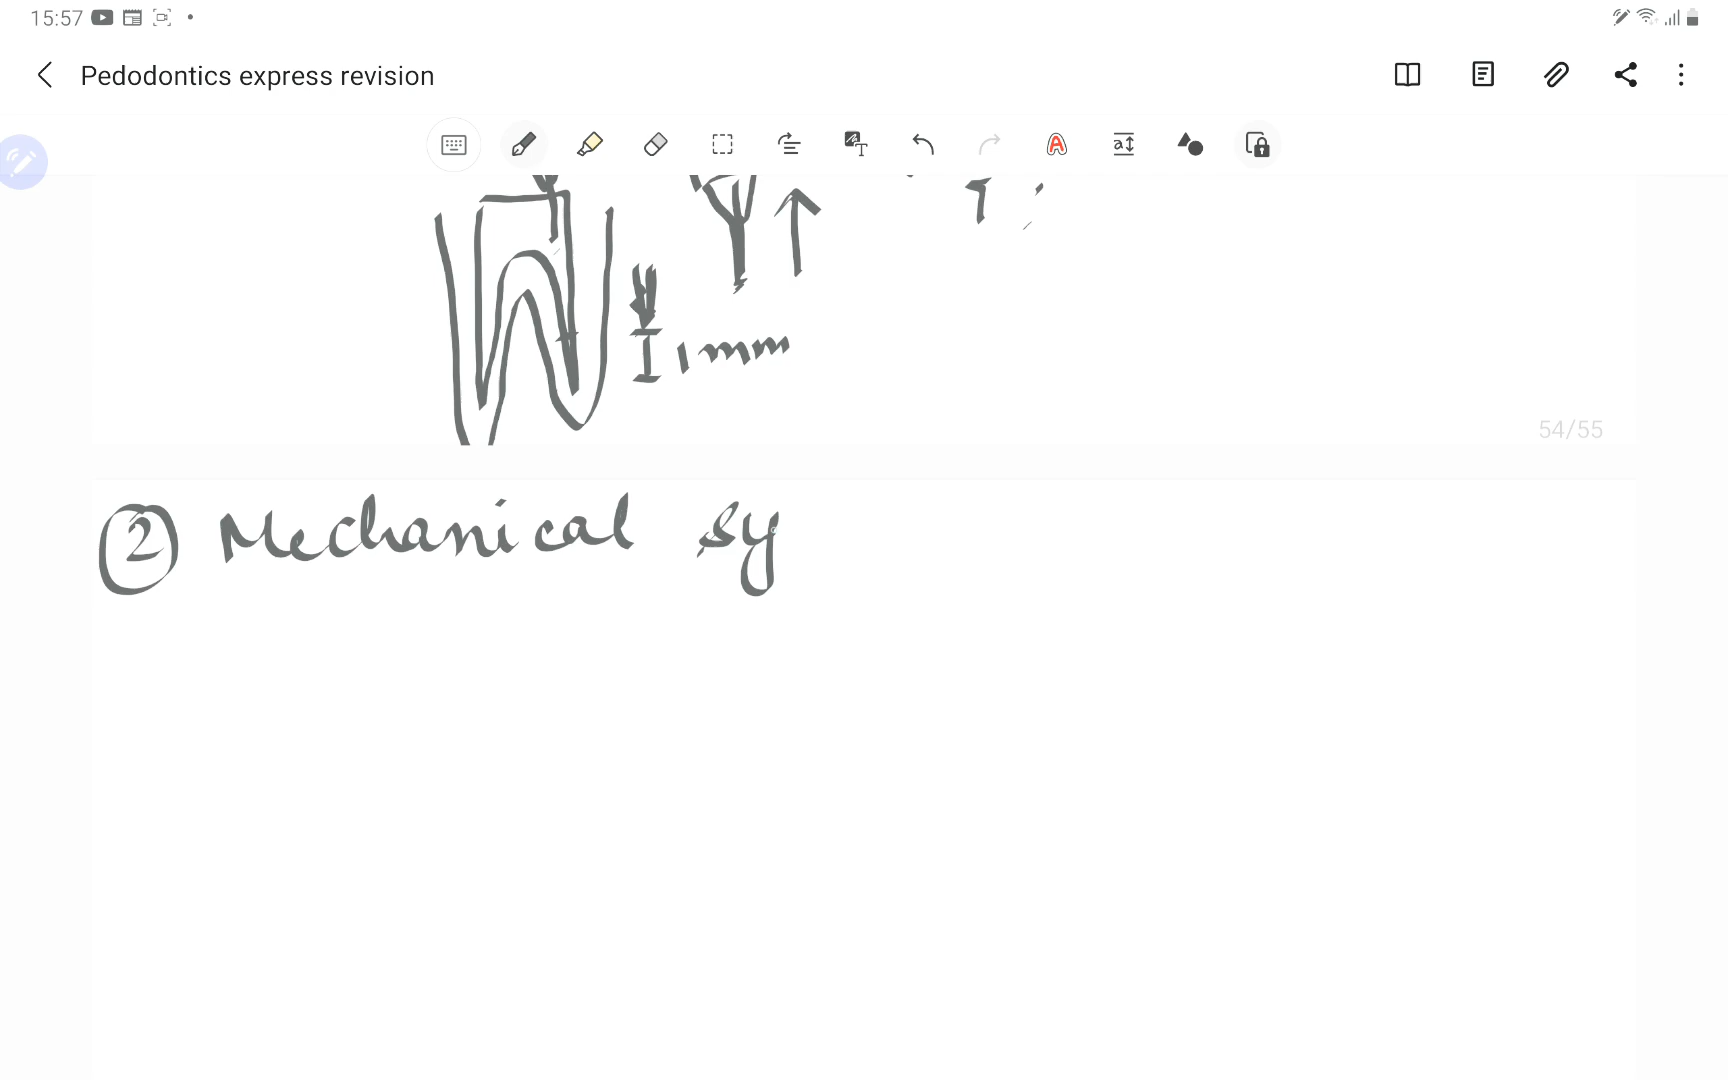 15:57
Pedodontics express revision
1mm
54/55
② Mechanical sy